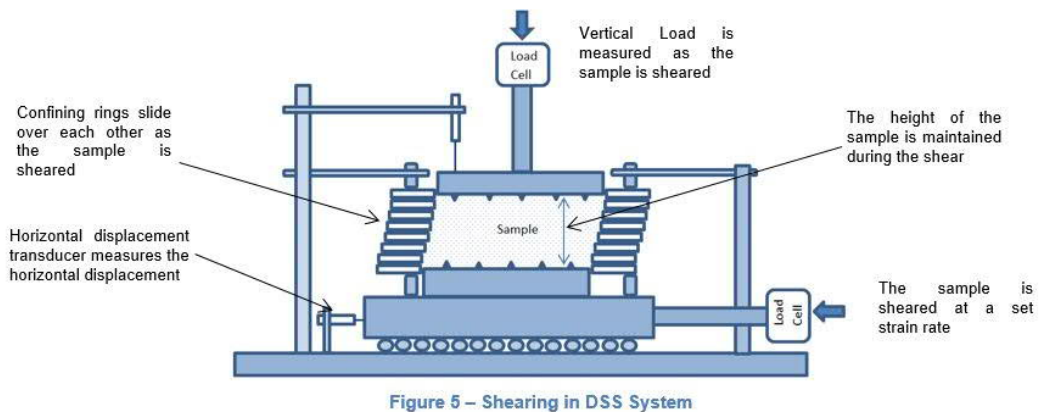 Vertical Load is
measured as the
sample is sheared
Load
Cell
Confining rings slide
over each other as
the sample is
sheared
The height of the
sample is maintained
during the shear
Sample
Horizontal displacement
transducer measures the
horizontal displacement
Load
Cell
The sample is
sheared at a set
strain rate
Figure 5 – Shearing in DSS System